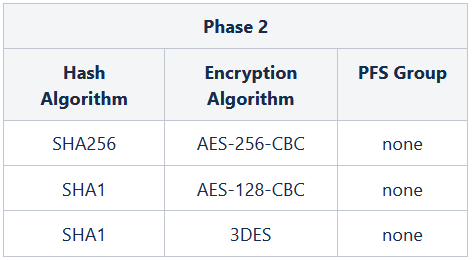 Phase 2
Hash Encryption PFS Group
Algorithm Algorithm
SHA256 AES-256-CBC none
SHA1 AES-128-CBC none
SHA1 3DES none